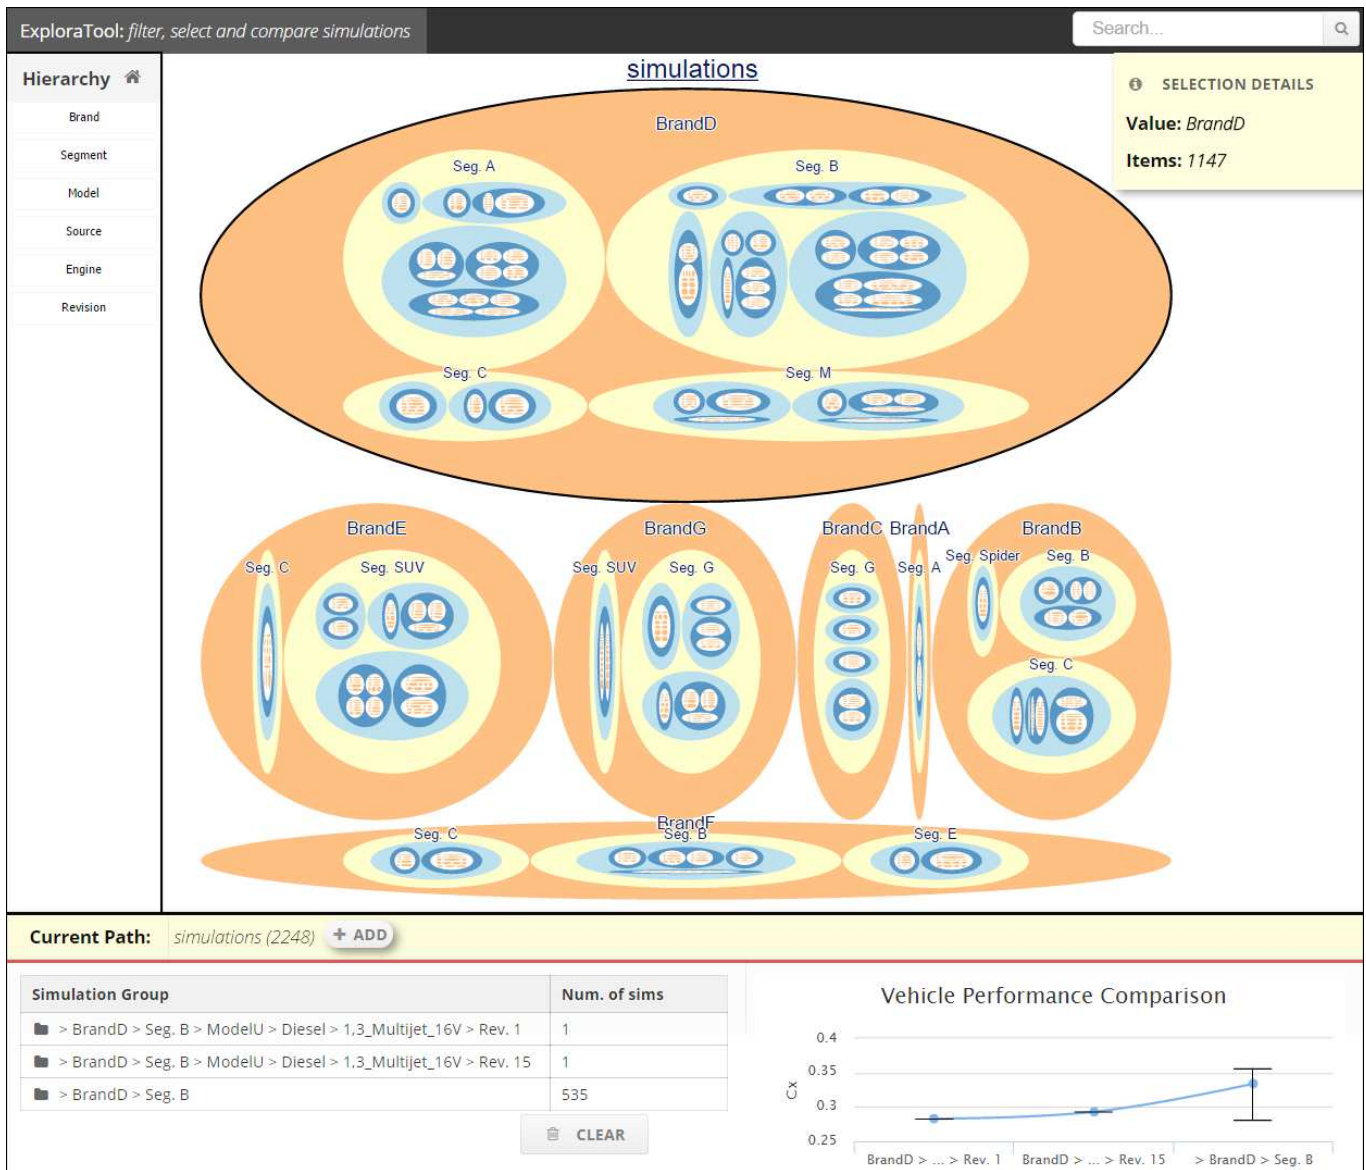 ExploraTool: filter, select and compare simulations
Search...
Hierarchy
Brand
Segment
Model
Source
Engine
Revision
simulations
SELECTION DETAILS
Value: BrandD
Items: 1147
BrandD
Seg. A
Seg. B
Seg. C
Seg. M
BrandE
BrandG
BrandC
BrandA
BrandB
Seg. C
Seg. SUV
Seg. SUV
Seg. G
Seg. G
Seg. A
Seg. Spider
Seg. B
Seg. C
BrandF
Seg. C
Seg. B
Seg. E
Current Path: simulations (2248) + ADD
Simulation Group Num. of sims
> BrandD > Seg. B > ModelU > Diesel > 1,3_Multijet_16V > Rev. 1 1
> BrandD > Seg. B > ModelU > Diesel > 1,3_Multijet_16V > Rev. 15 1
> BrandD > Seg. B 535
CLEAR
Vehicle Performance Comparison
0.4
0.35
0.3
0.25
Cx
BrandD > ... > Rev. 1
BrandD > ... > Rev. 15
> BrandD > Seg. B